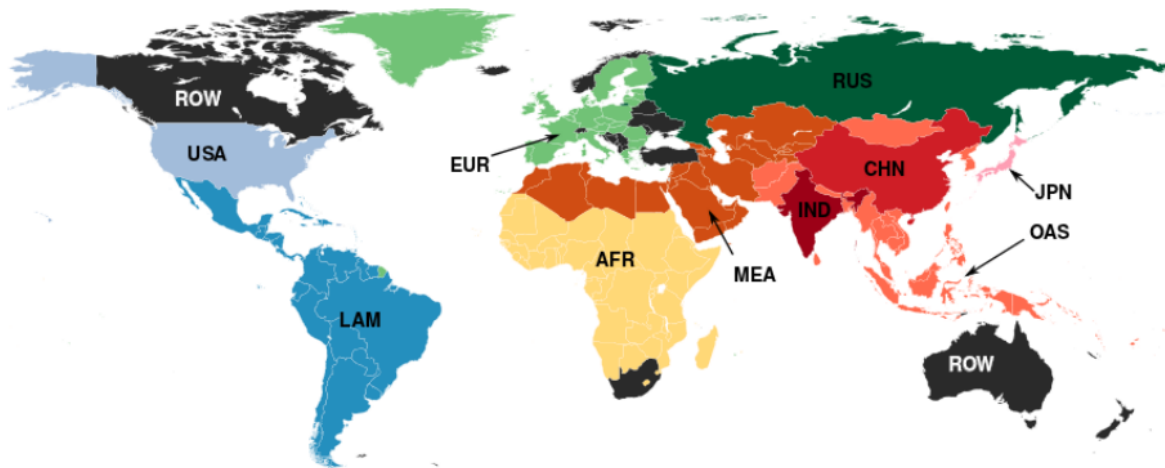 ROW
USA
LAM
EUR
AFR
MEA
RUS
CHN
IND
JPN
OAS
ROW